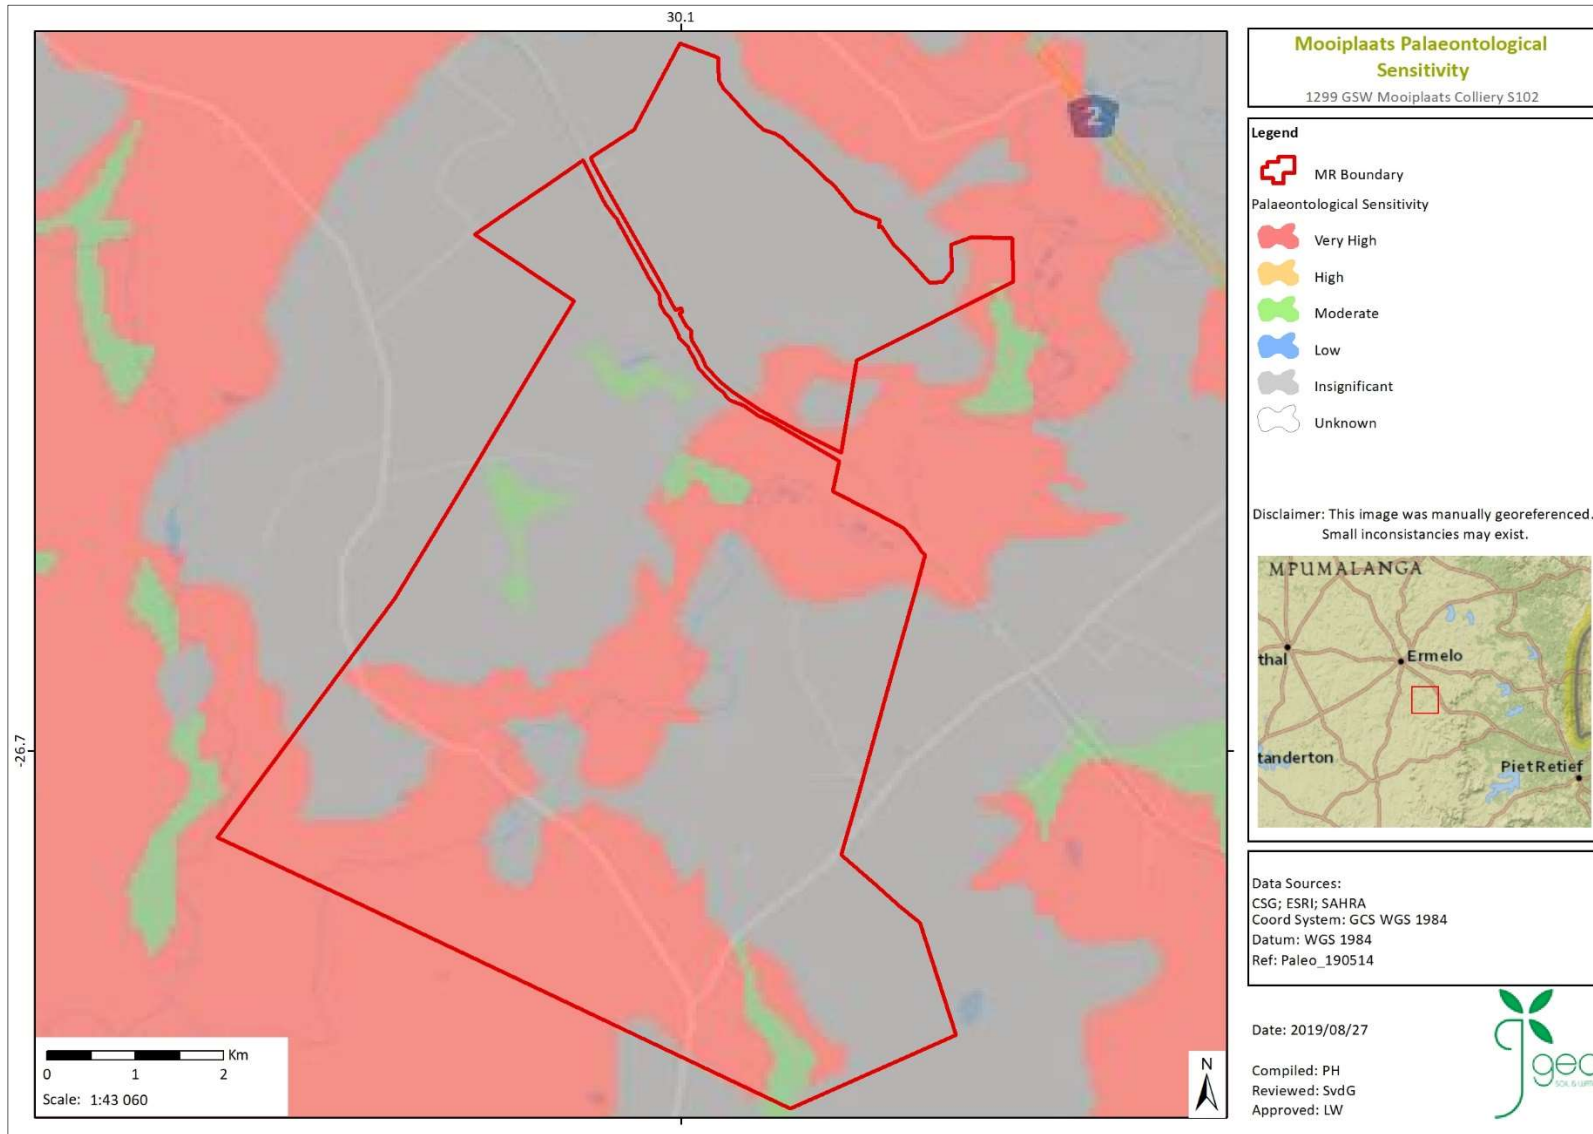 30.1
-26.7
2
Km
0 1 2
Scale: 1:43 060
N
Mooiplaats Palaeontological
Sensitivity
1299 GSW Mooiplaats Colliery S102
Legend
MR Boundary
Palaeontological Sensitivity
Very High
High
Moderate
Low
Insignificant
Unknown
Disclaimer: This image was manually georeferenced.
Small inconsistancies may exist.
MPUMALANGA
thal
Ermelo
tanderton
Piet Retief
Data Sources:
CSG; ESRI; SAHRA
Coord System: GCS WGS 1984
Datum: WGS 1984
Ref: Paleo_190514
Date: 2019/08/27
Compiled: PH
Reviewed: SvdG
Approved: LW
geo